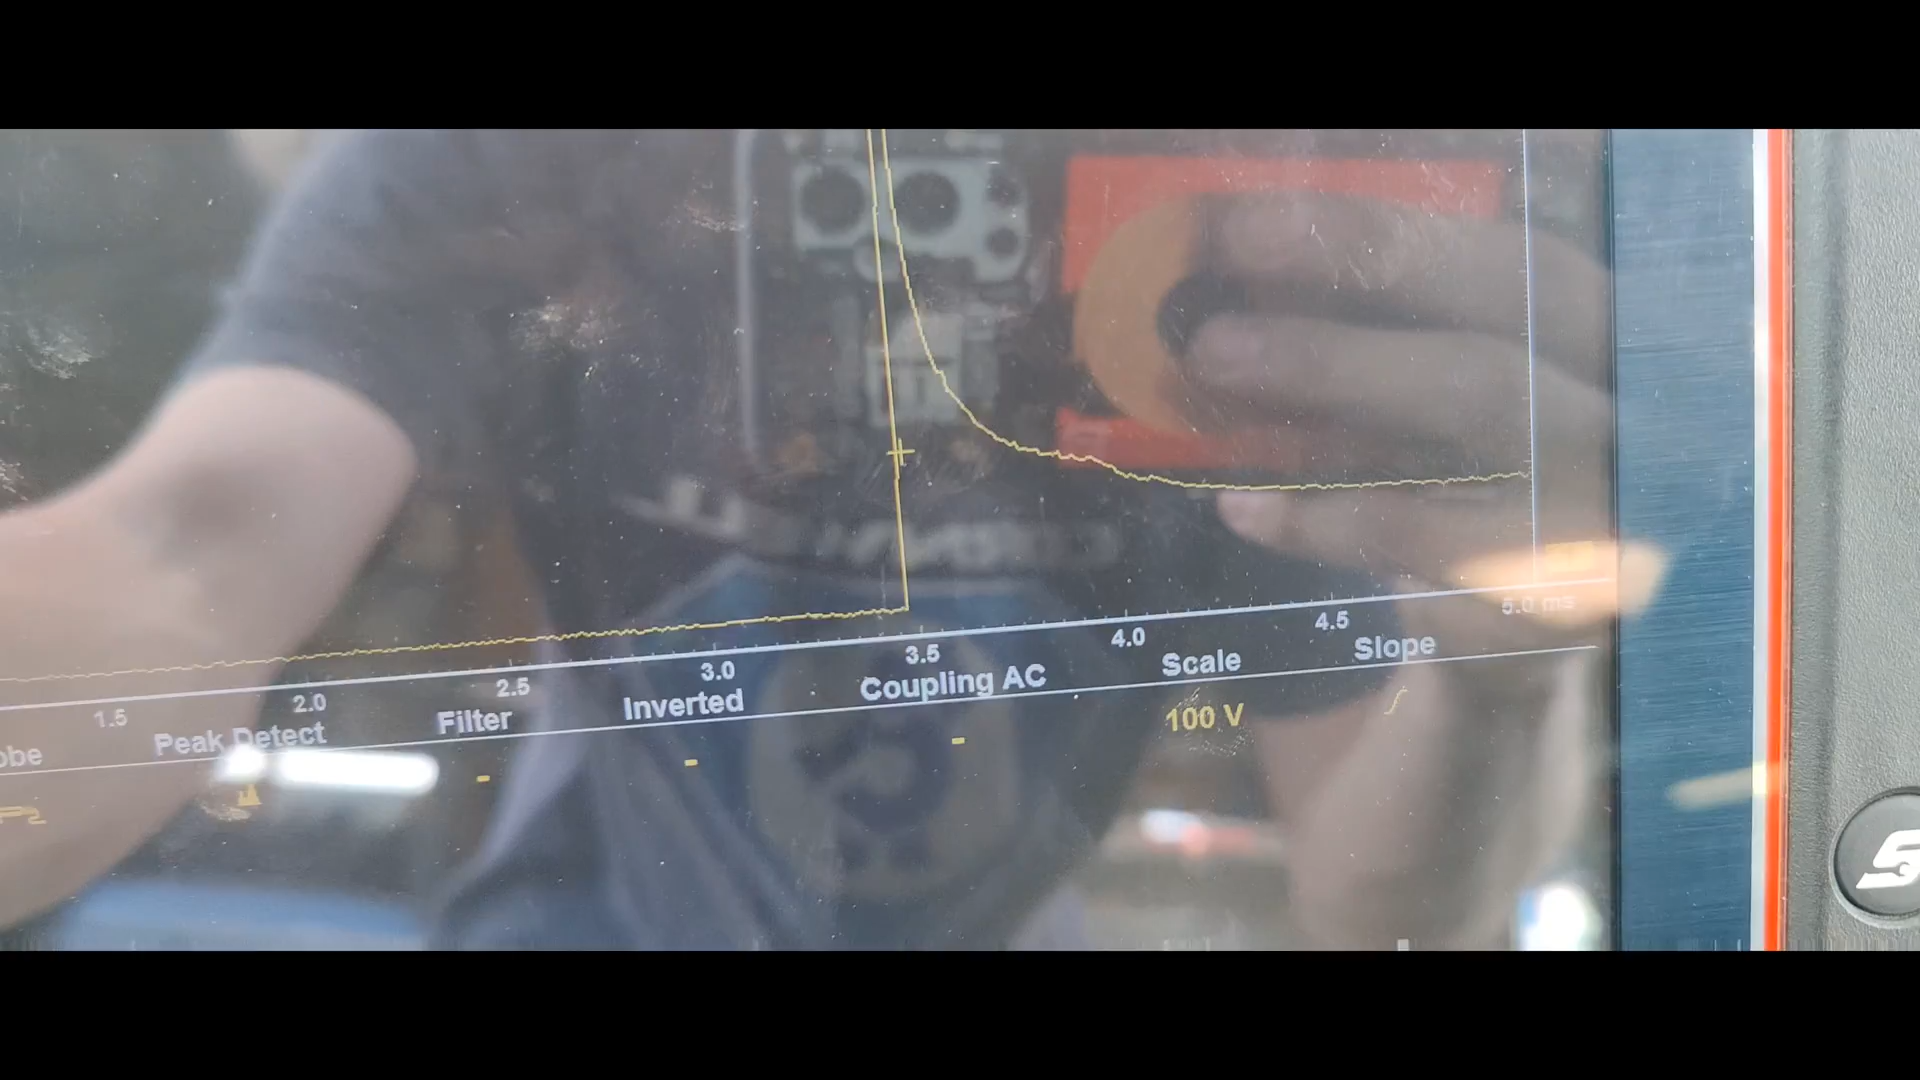 1.5 2.0 2.5 3.0 3.5 4.0 4.5 5.0 ms
obe Peak Detect Filter Inverted Coupling AC Scale Slope
100 V
S